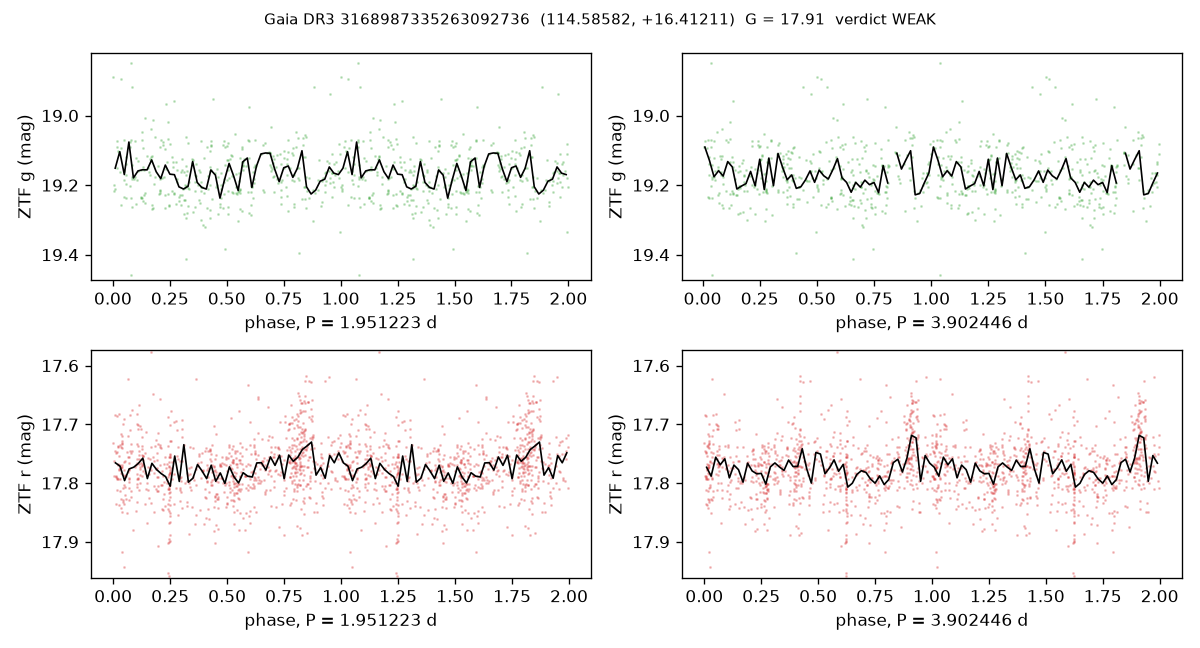 Gaia DR3 3168987335263092736 (114.58582, +16.41211) G = 17.91 verdict WEAK
ZTF g (mag)
19.0
19.2
19.4
0.00 0.25 0.50 0.75 1.00 1.25 1.50 1.75 2.00
phase, P = 1.951223 d
ZTF g (mag)
19.0
19.2
19.4
0.00 0.25 0.50 0.75 1.00 1.25 1.50 1.75 2.00
phase, P = 3.902446 d
ZTF r (mag)
17.6
17.7
17.8
17.9
0.00 0.25 0.50 0.75 1.00 1.25 1.50 1.75 2.00
phase, P = 1.951223 d
ZTF r (mag)
17.6
17.7
17.8
17.9
0.00 0.25 0.50 0.75 1.00 1.25 1.50 1.75 2.00
phase, P = 3.902446 d